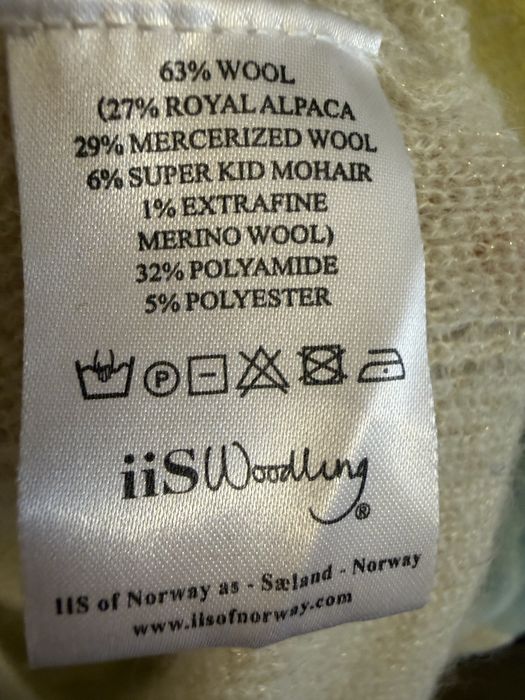 63% WOOL
(27% ROYAL ALPACA
29% MERCERIZED WOOL
6% SUPER KID MOHAIR
1% EXTRAFINE
MERINO WOOL)
32% POLYAMIDE
5% POLYESTER
P
iiS Woodling
®
IIS of Norway as - Sæland - Norway
www.iisofnorway.com